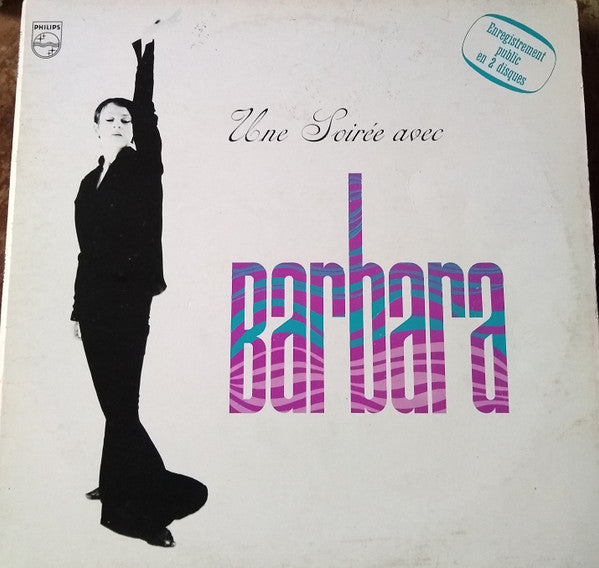 PHILIPS
Enregistrement
public
en 2 disques
Une Soirée avec
Barbara